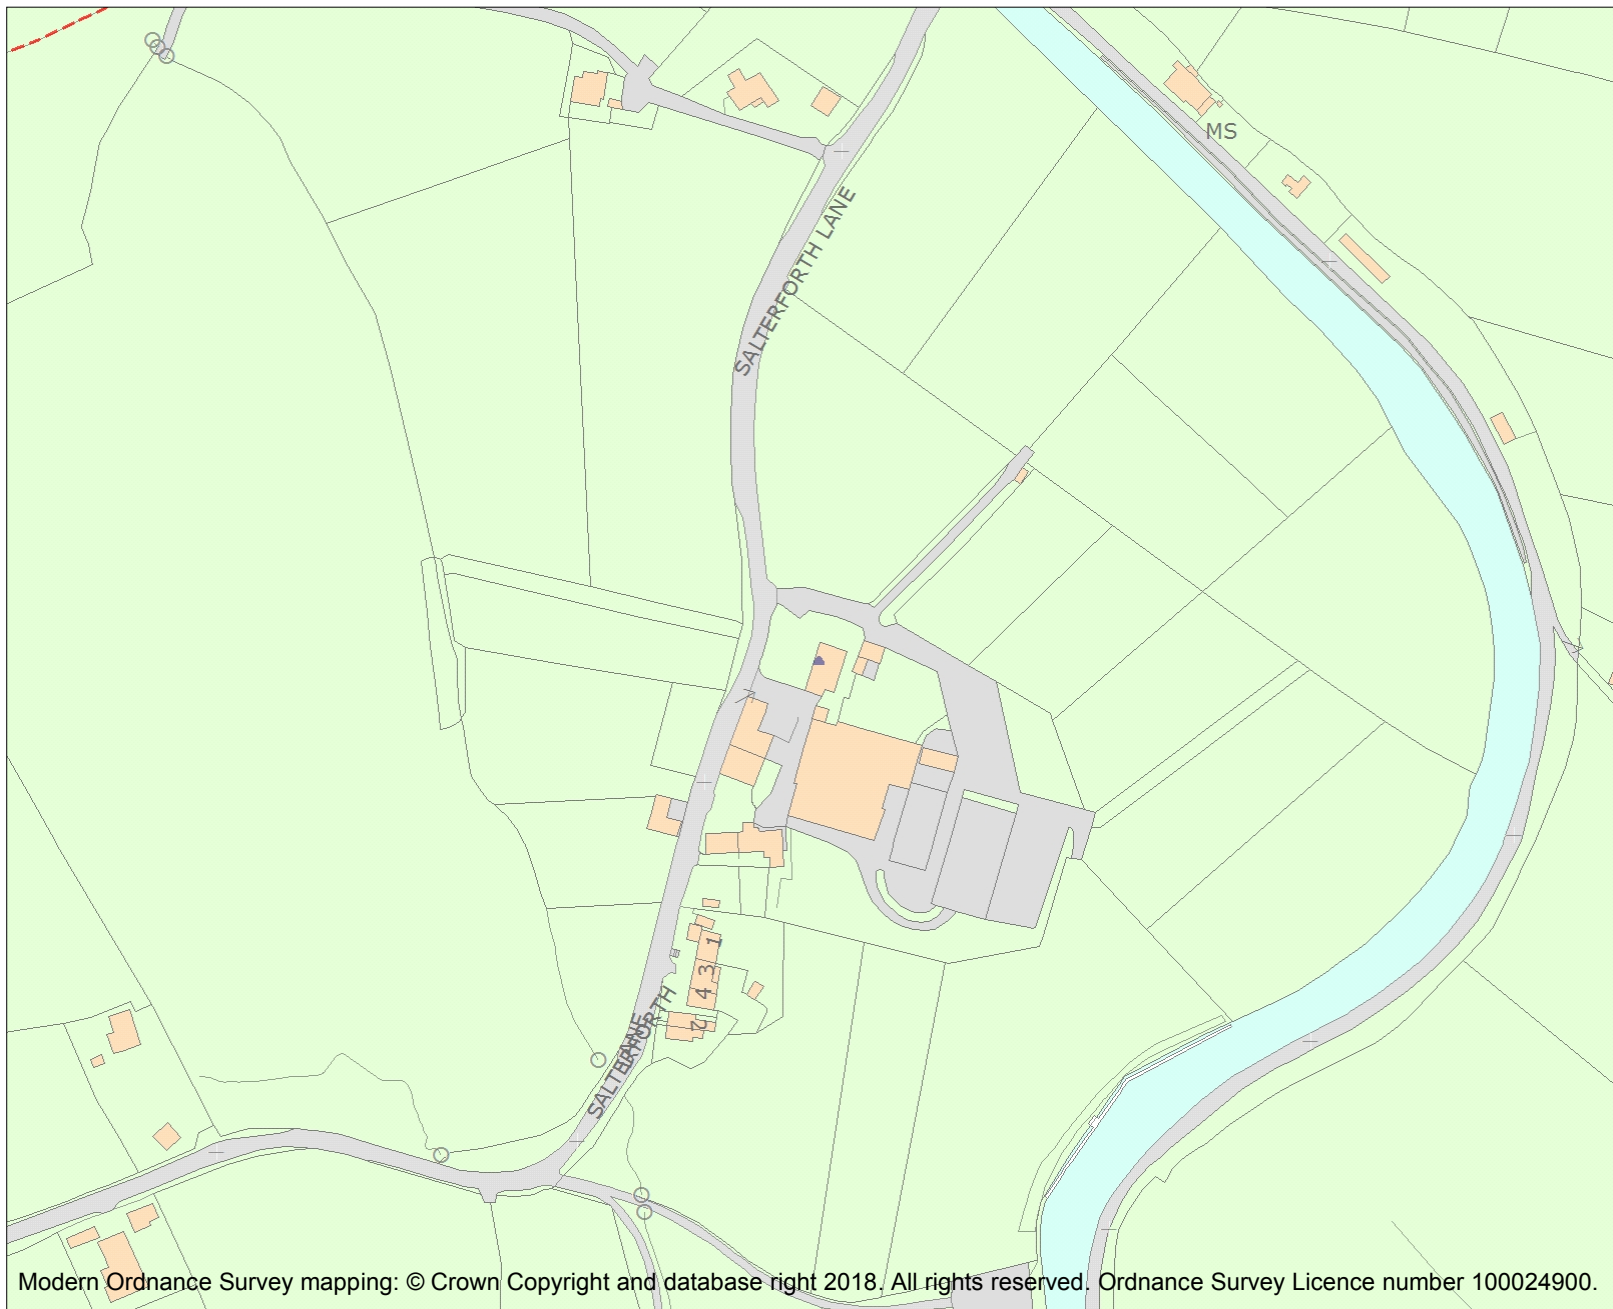 MS
SALTERFORTH LANE
1
3
4
2
SALTERFORTH
LANE
Modern Ordnance Survey mapping: © Crown Copyright and database right 2018. All rights reserved. Ordnance Survey Licence number 100024900.